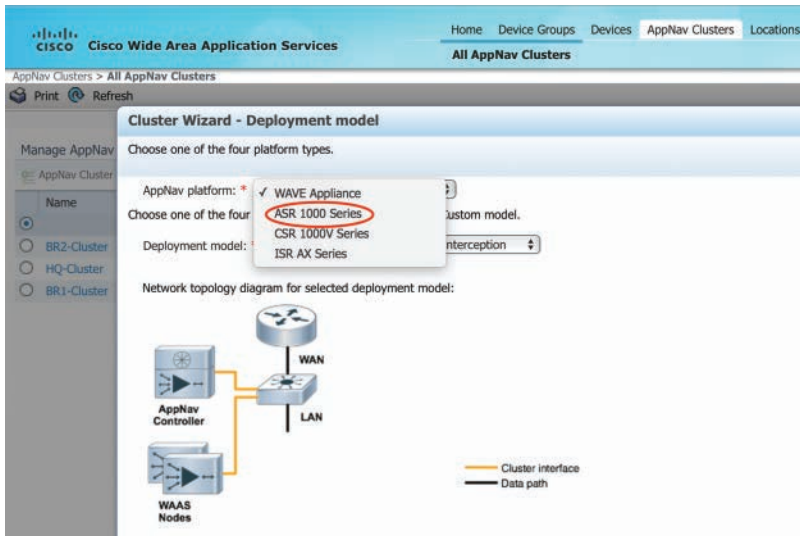 Home Device Groups Devices AppNav Clusters Locations
CISCO Cisco Wide Area Application Services
All AppNav Clusters
AppNav Clusters > All AppNav Clusters
Print Refresh
Cluster Wizard - Deployment model
Manage AppNav
Choose one of the four platform types.
AppNav Cluster
AppNav platform: * ✓ WAVE Appliance
Name
Choose one of the four
ASR 1000 Series
ustom model.
CSR 1000V Series
BR2-Cluster
Deployment model:
nterception
ISR AX Series
HQ-Cluster
BR1-Cluster
Network topology diagram for selected deployment model:
WAN
AppNav
Controller
LAN
Cluster interface
Data path
WAAS
Nodes